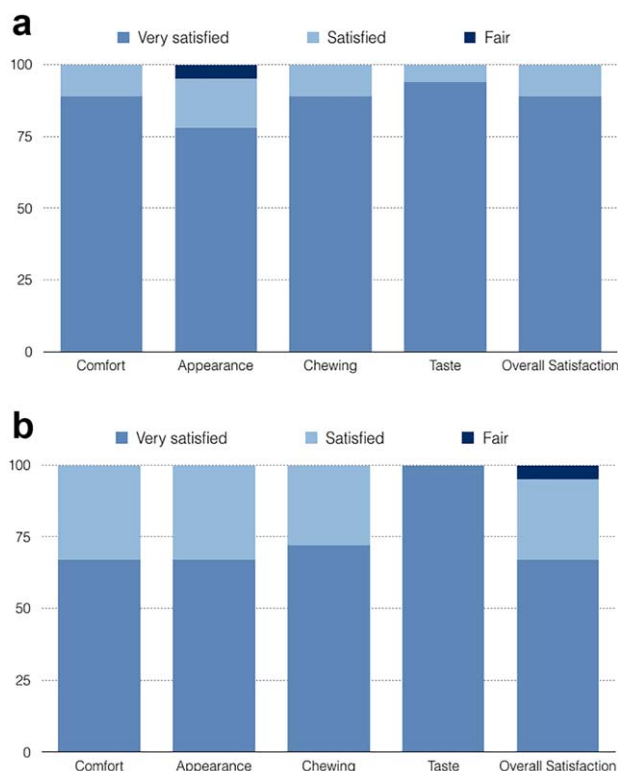 a
Very satisfied Satisfied Fair
100
75
50
25
0
Comfort Appearance Chewing Taste Overall Satisfaction
b
Very satisfied Satisfied Fair
100
75
50
25
0
Comfort Appearance Chewing Taste Overall Satisfaction